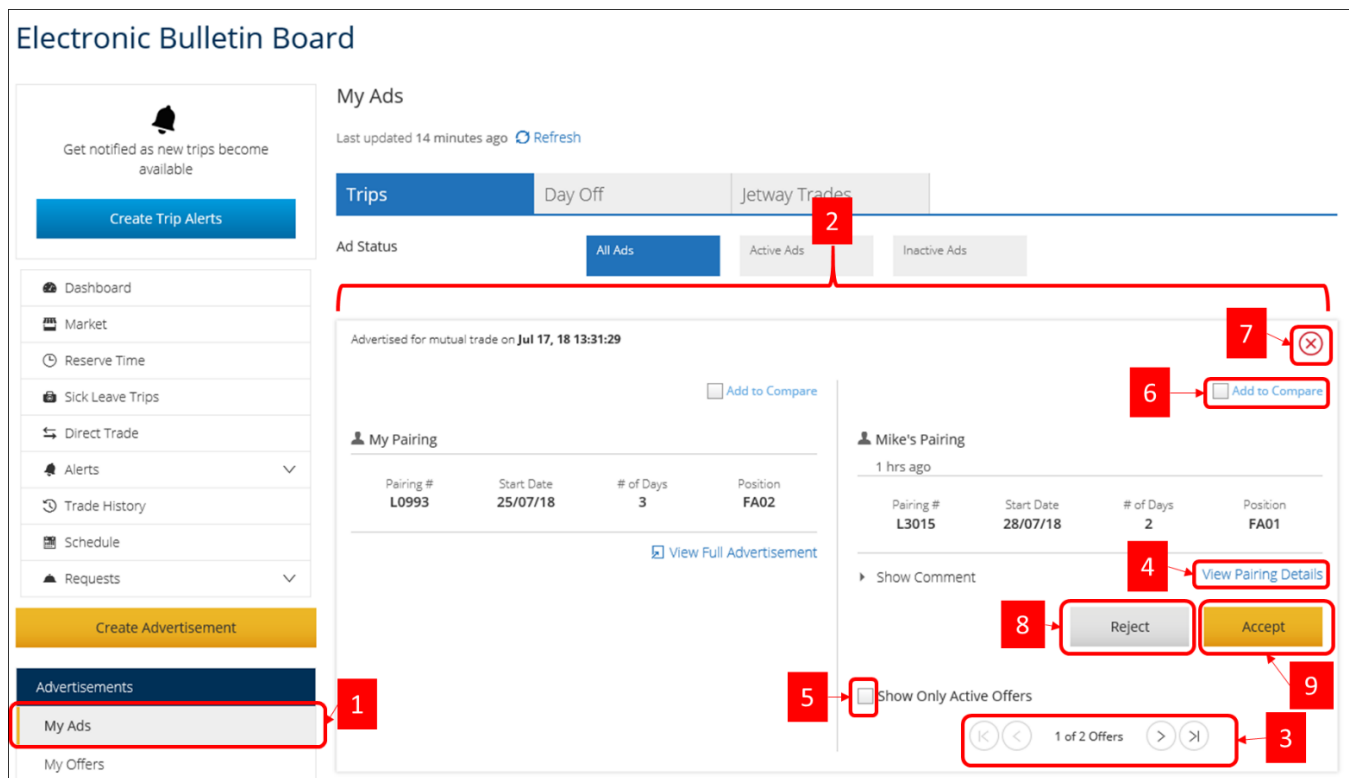 Electronic Bulletin Board
Get notified as new trips become
available
Create Trip Alerts
Dashboard
Market
Reserve Time
Sick Leave Trips
Direct Trade
Alerts
Trade History
Schedule
Requests
Create Advertisement
Advertisements
My Ads
1
My Offers
My Ads
Last updated 14 minutes ago Refresh
Trips Day Off Jetway Trades
2
Ad Status All Ads Active Ads Inactive Ads
Advertised for mutual trade on Jul 17, 18 13:31:29
7
Add to Compare
6
Add to Compare
My Pairing
Pairing # Start Date # of Days Position
L0993 25/07/18 3 FA02
View Full Advertisement
Mike's Pairing
1 hrs ago
Pairing # Start Date # of Days Position
L3015 28/07/18 2 FA01
Show Comment
4
View Pairing Details
8
Reject Accept
9
5
Show Only Active Offers
1 of 2 Offers
3